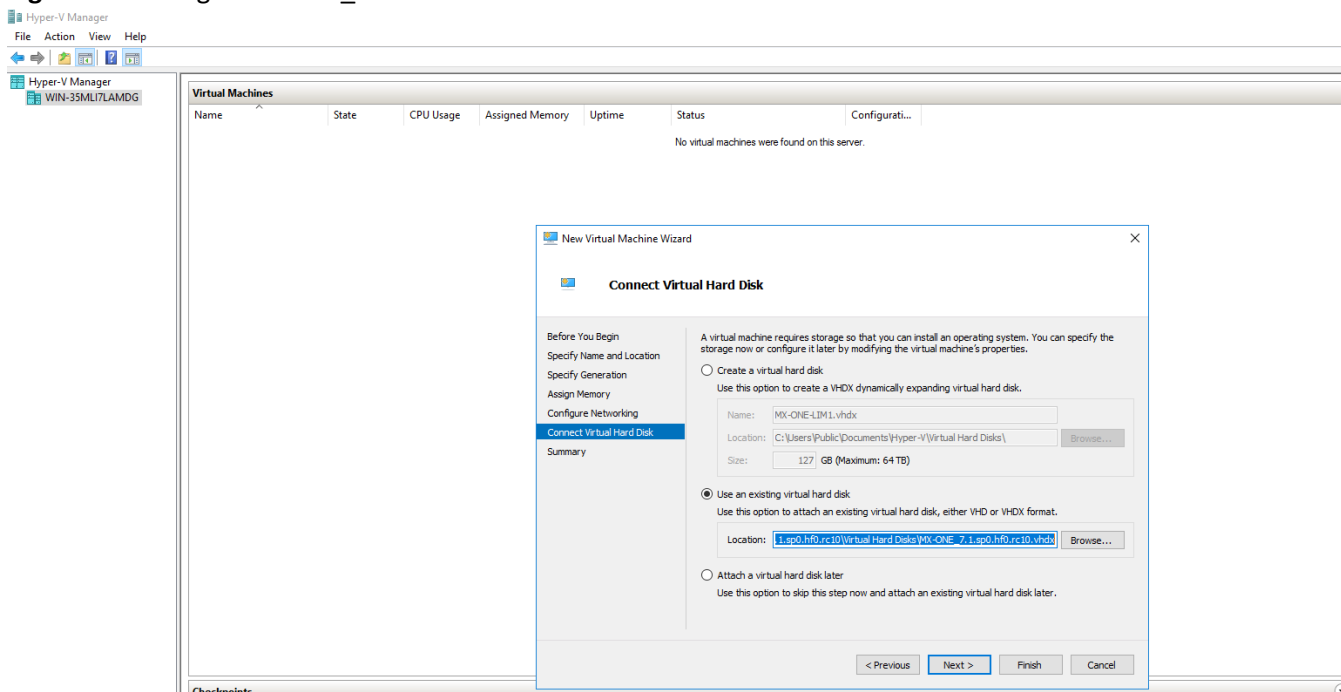 Hyper-V Manager
File Action View Help
Hyper-V Manager
WIN-35MLI7LAMDG
Virtual Machines
Name State CPU Usage Assigned Memory Uptime Status Configurati...
No virtual machines were found on this server.
New Virtual Machine Wizard
Connect Virtual Hard Disk
Before You Begin
Specify Name and Location
Specify Generation
Assign Memory
Configure Networking
Connect Virtual Hard Disk
Summary
A virtual machine requires storage so that you can install an operating system. You can specify the
storage now or configure it later by modifying the virtual machine's properties.
Create a virtual hard disk
Use this option to create a VHDX dynamically expanding virtual hard disk.
Name: MX-ONE-LIM1.vhdx
Location: C:\Users\Public\Documents\Hyper-V\Virtual Hard Disks\ Browse...
Size: 127 GB (Maximum: 64 TB)
Use an existing virtual hard disk
Use this option to attach an existing virtual hard disk, either VHD or VHDX format.
Location: .1.sp0.hf0.rc10\Virtual Hard Disks\MX-ONE_7.1.sp0.hf0.rc10.vhdx Browse...
Attach a virtual hard disk later
Use this option to skip this step now and attach an existing virtual hard disk later.
< Previous Next > Finish Cancel
Checkpoints